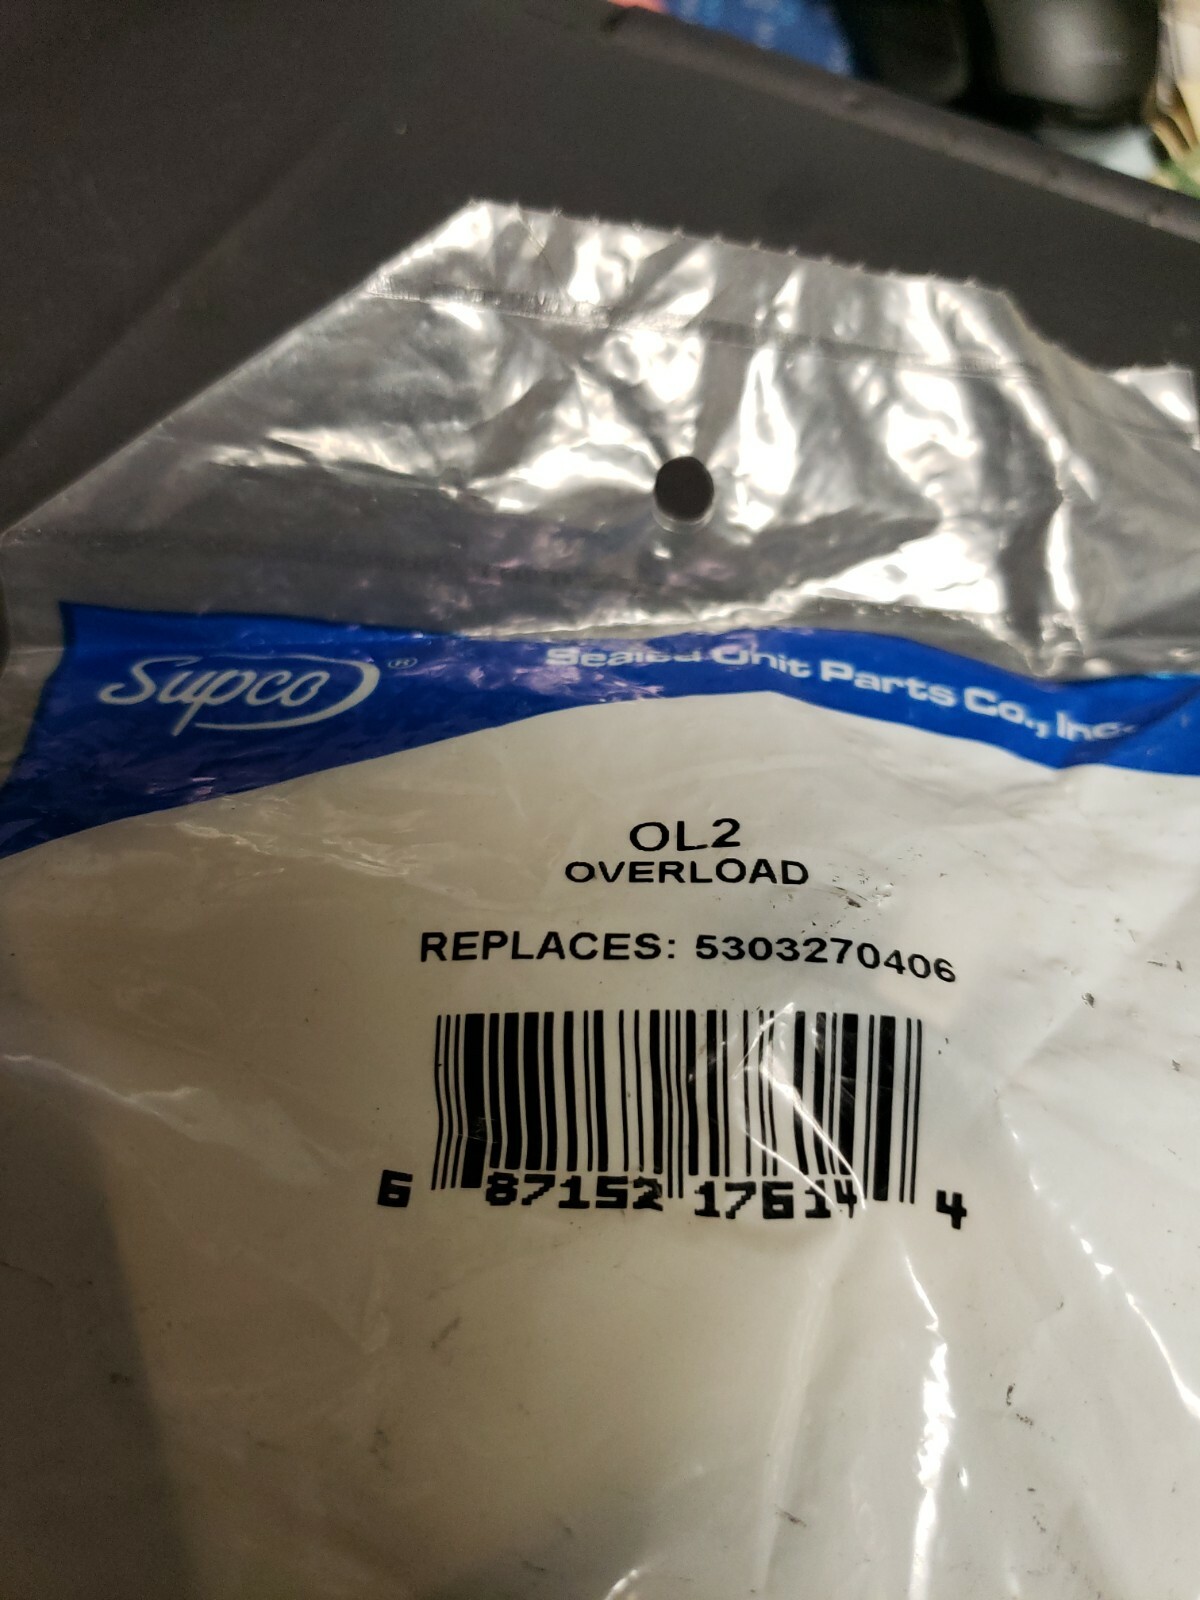 Supco®
Sealed Unit Parts Co., Inc.
OL2
OVERLOAD
REPLACES: 5303270406
6 87152 17614 4